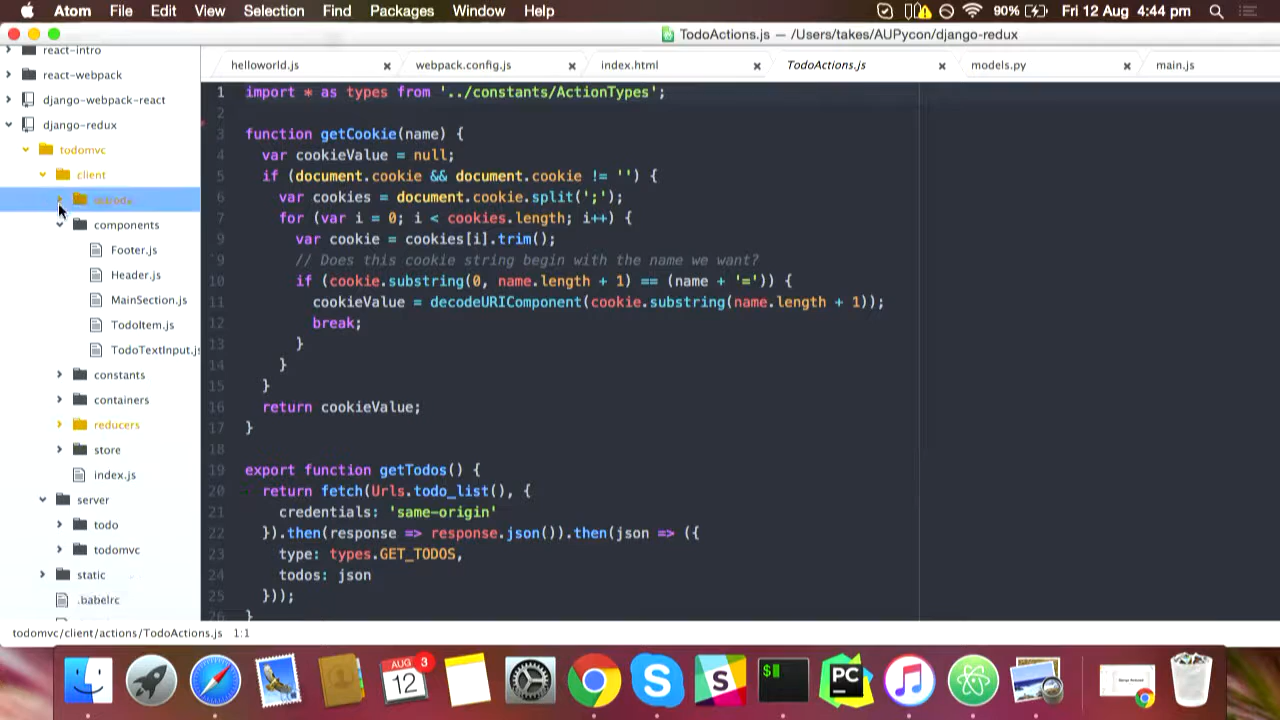 Atom File Edit View Selection Find Packages Window Help 90% Fri 12 Aug 4:44 pm
TodoActions.js — /Users/takes/AUPycon/django-redux
react-intro
react-webpack
django-webpack-react
django-redux
todomvc
client
components
Footer.js
Header.js
MainSection.js
TodoItem.js
TodoTextInput.js
constants
containers
reducers
store
index.js
server
todo
todomvc
static
.babelrc
helloworld.js webpack.config.js index.html TodoActions.js models.py main.js
1 import * as types from '../constants/ActionTypes';
2
3 function getCookie(name) {
4 var cookieValue = null;
5 if (document.cookie && document.cookie != '') {
6 var cookies = document.cookie.split(';');
7 for (var i = 0; i < cookies.length; i++) {
8 var cookie = cookies[i].trim();
9 // Does this cookie string begin with the name we want?
10 if (cookie.substring(0, name.length + 1) == (name + '=')) {
11 cookieValue = decodeURIComponent(cookie.substring(name.length + 1));
12 break;
13 }
14 }
15 }
16 return cookieValue;
17 }
18
19 export function getTodos() {
20 return fetch(Urls.todo_list(), {
21 credentials: 'same-origin'
22 }).then(response => response.json()).then(json => ({
23 type: types.GET_TODOS,
24 todos: json
25 }));
26 }
todomvc/client/actions/TodoActions.js 1:1
AUG 3
12
S
$
PC